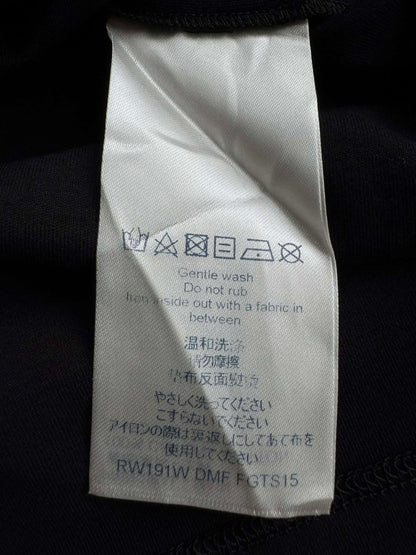 Gentle wash
Do not rub
Iron inside out with a fabric in
between
温和洗涤
请勿摩擦
垫布反面熨烫
やさしく洗ってください
こすらないでください
アイロンの際は裏返しにしてあて布を
使用してください
RW191W DMF FGTS15